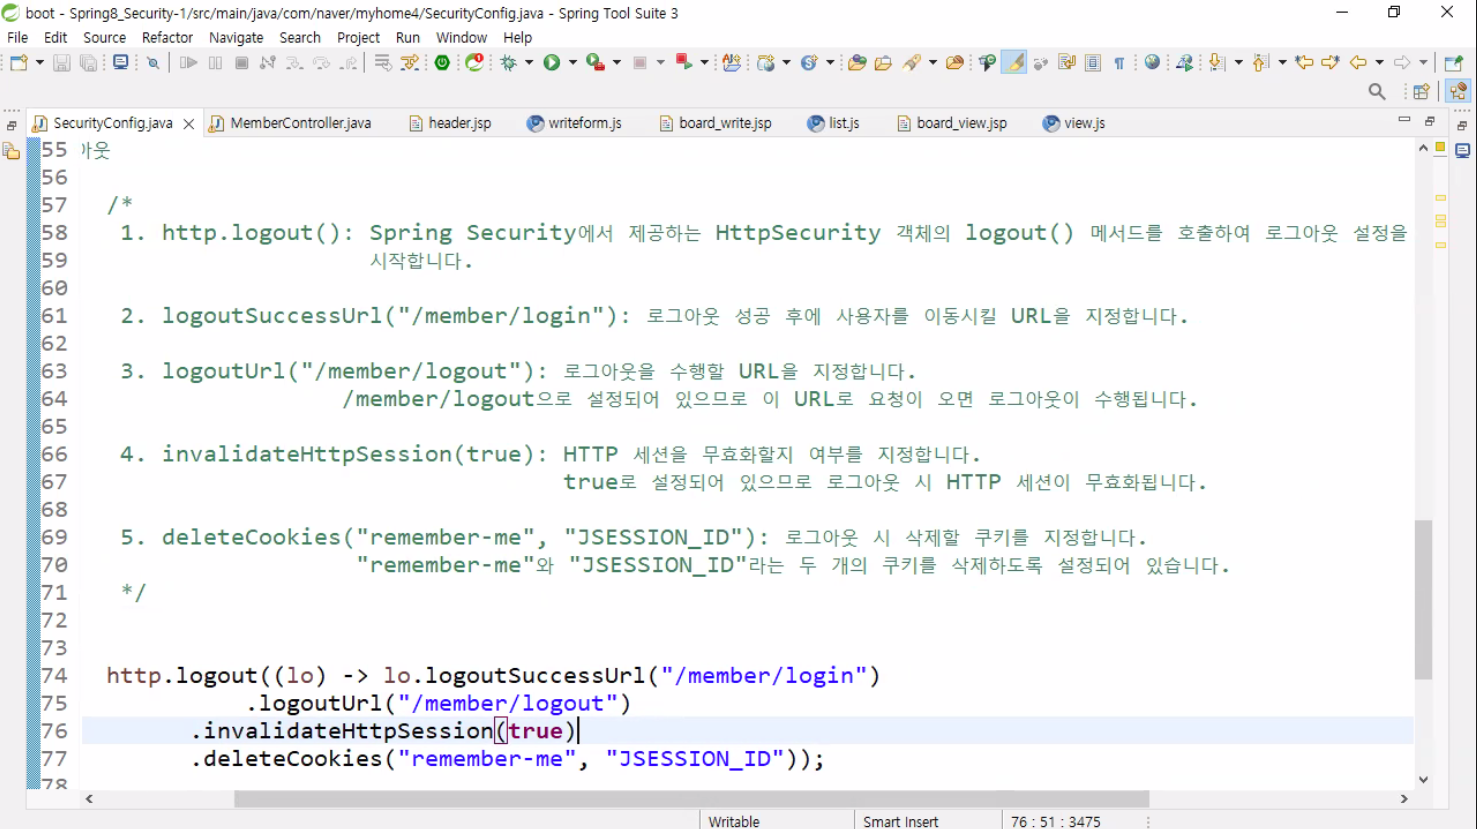 boot - Spring8_Security-1/src/main/java/com/naver/myhome4/SecurityConfig.java - Spring Tool Suite 3
File Edit Source Refactor Navigate Search Project Run Window Help
SecurityConfig.java MemberController.java header.jsp writeform.js board_write.jsp list.js board_view.jsp view.js
55 아웃
56
57 /*
58 1. http.logout(): Spring Security에서 제공하는 HttpSecurity 객체의 logout() 메서드를 호출하여 로그아웃 설정을
59 시작합니다.
60
61 2. logoutSuccessUrl("/member/login"): 로그아웃 성공 후에 사용자를 이동시킬 URL을 지정합니다.
62
63 3. logoutUrl("/member/logout"): 로그아웃을 수행할 URL을 지정합니다.
64 /member/logout으로 설정되어 있으므로 이 URL로 요청이 오면 로그아웃이 수행됩니다.
65
66 4. invalidateHttpSession(true): HTTP 세션을 무효화할지 여부를 지정합니다.
67 true로 설정되어 있으므로 로그아웃 시 HTTP 세션이 무효화됩니다.
68
69 5. deleteCookies("remember-me", "JSESSION_ID"): 로그아웃 시 삭제할 쿠키를 지정합니다.
70 "remember-me"와 "JSESSION_ID"라는 두 개의 쿠키를 삭제하도록 설정되어 있습니다.
71 */
72
73
74 http.logout((lo) -> lo.logoutSuccessUrl("/member/login")
75 .logoutUrl("/member/logout")
76 .invalidateHttpSession(true)
77 .deleteCookies("remember-me", "JSESSION_ID"));
78
Writable Smart Insert 76 : 51 : 3475